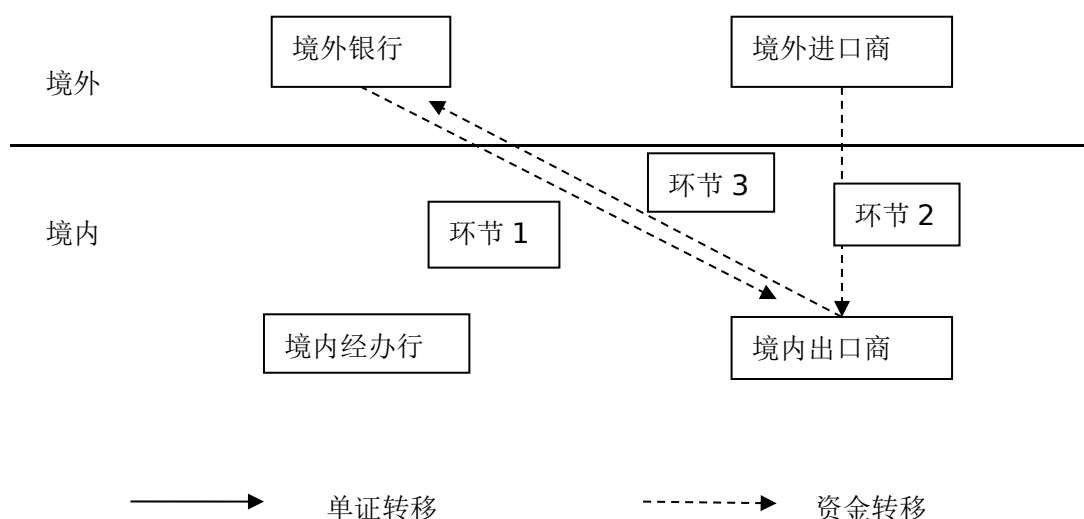 境外银行
境外进口商
境外
环节 3
环节 2
环节 1
境内
境内经办行
境内出口商
单证转移
资金转移